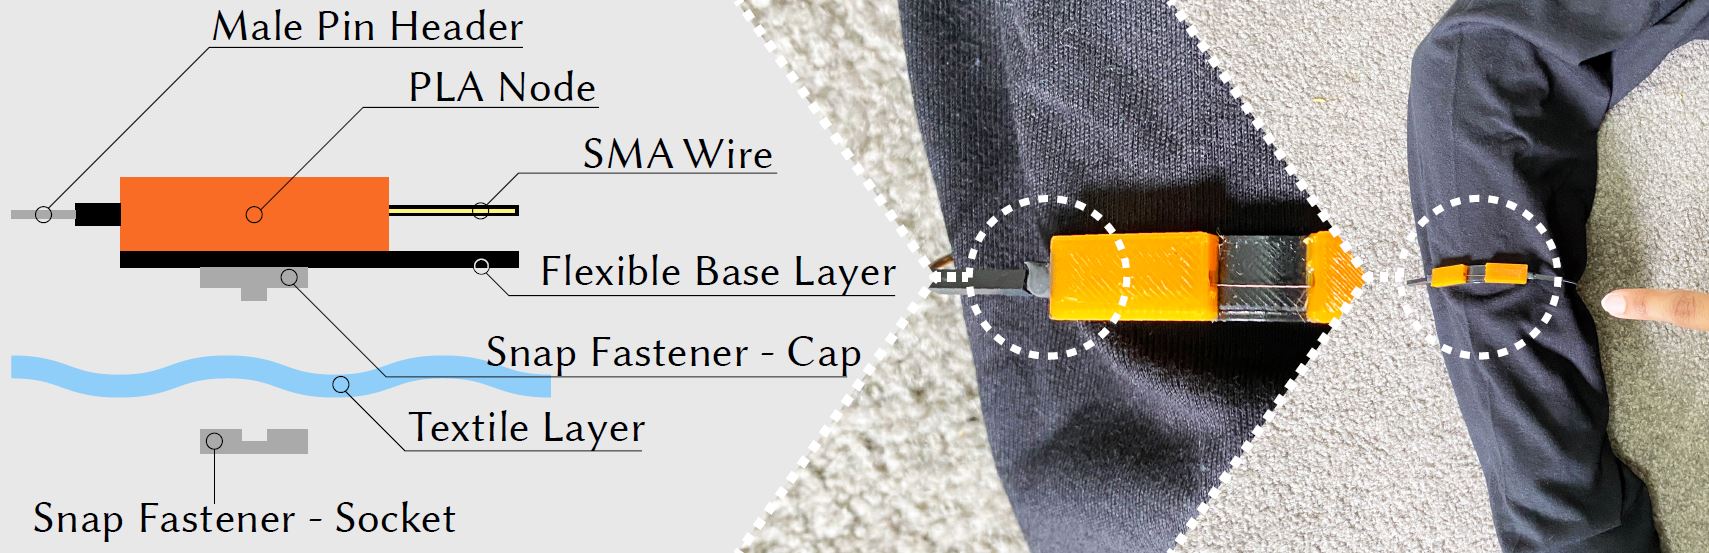 Male Pin Header
PLA Node
SMA Wire
Flexible Base Layer
Snap Fastener - Cap
Textile Layer
Snap Fastener - Socket